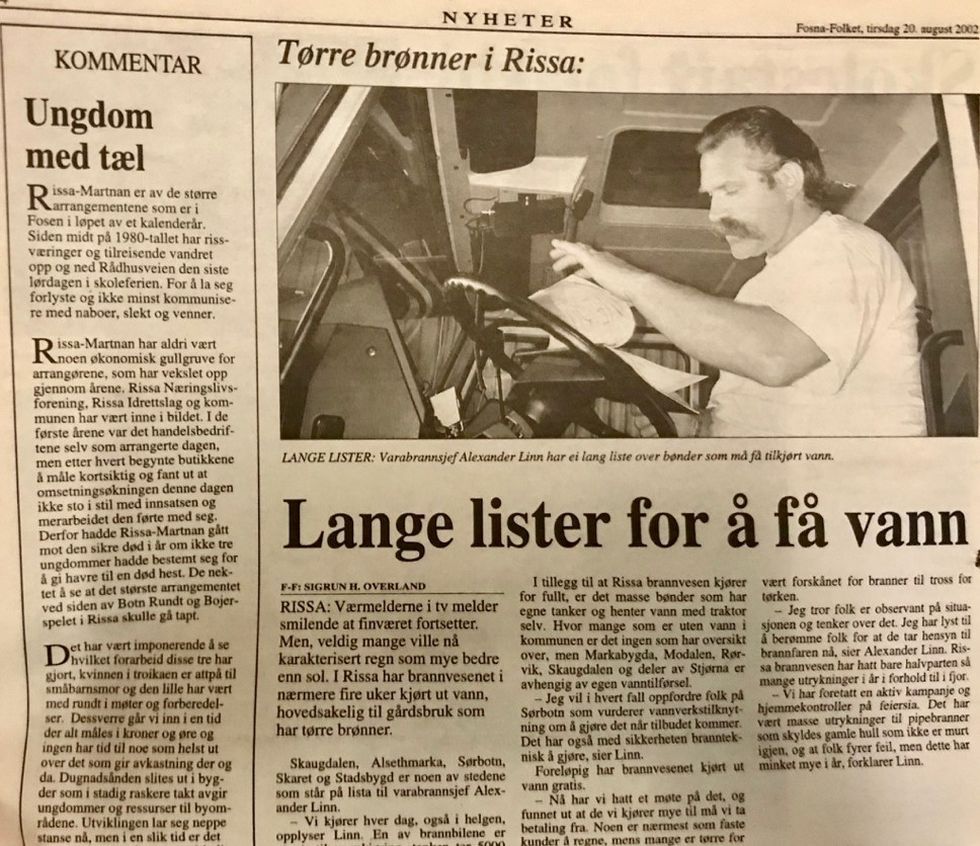 NYHETER
Fosna-Folket, tirsdag 20. august 2002
KOMMENTAR
Ungdom
med tæl
Rissa-Martnan er av de større
arrangementene som er i
Fosen i løpet av et kalenderår.
Siden midt på 1980-tallet har riss-
væringer og tilreisende vandret
opp og ned Rådhusveien den siste
lørdagen i skoleferien. For å la seg
forlyste og ikke minst kommunise-
re med naboer, slekt og venner.
Rissa-Martnan har aldri vært
noen økonomisk gullgruve for
arrangørene, som har vekslet opp
gjennom årene. Rissa Næringslivs-
forening, Rissa Idrettslag og kom-
munen har vært inne i bildet. I de
første årene var det handelsbedrif-
tene selv som arrangerte dagen,
men etter hvert begynte butikkene
å måle kortsiktig og fant ut at
omsetningsøkningen denne dagen
ikke sto i stil med innsatsen og
merarbeidet den førte med seg.
Derfor hadde Rissa-Martnan gått
mot den sikre død i år om ikke tre
ungdommer hadde bestemt seg for
å gi havre til en død hest. De nek-
tet å se at det største arrangementet
ved siden av Botn Rundt og Bojer-
spelet i Rissa skulle gå tapt.
Det har vært imponerende å se
hvilket forarbeid disse tre har
gjort, kvinnen i troikaen er attpå til
småbarnsmor og den lille har vært
med rundt i møter og forberedel-
ser. Dessverre går vi inn i en tid
der alt måles i kroner og øre og
ingen har tid til noe som helst ut
over det som gir avkastning der og
da. Dugnadsånden slites ut i byg-
der som i stadig raskere takt avgir
ungdommer og ressurser til byom-
rådene. Utviklingen lar seg neppe
stanse nå, men i en slik tid er det
Tørre brønner i Rissa:
LANGE LISTER: Varabrannsjef Alexander Linn har ei lang liste over bønder som må få tilkjørt vann.
Lange lister for å få vann
F-F: SIGRUN H. OVERLAND
RISSA: Værmelderne i tv melder
smilende at finværet fortsetter.
Men, veldig mange ville nå
karakterisert regn som mye bedre
enn sol. I Rissa har brannvesenet i
nærmere fire uker kjørt ut vann,
hovedsakelig til gårdsbruk som
har tørre brønner.
Skaugdalen, Alsethmarka, Sørbotn,
Skaret og Stadsbygd er noen av stedene
som står på lista til varabrannsjef Alex-
ander Linn.
– Vi kjører hver dag, også i helgen,
opplyser Linn. En av brannbilene er
I tillegg til at Rissa brannvesen kjører
for fullt, er det masse bønder som har
egne tanker og henter vann med traktor
selv. Hvor mange som er uten vann i
kommunen er det ingen som har oversikt
over, men Markabygda, Modalen, Rør-
vik, Skaugdalen og deler av Stjørna er
avhengig av egen vanntilførsel.
– Jeg vil i hvert fall oppfordre folk på
Sørbotn som vurderer vannverkstilknyt-
ning om å gjøre det når tilbudet kommer.
Det har også med sikkerheten branntek-
nisk å gjøre, sier Linn.
Foreløpig har brannvesenet kjørt ut
vann gratis.
– Nå har vi hatt et møte på det, og
funnet ut at de vi kjører mye til må vi ta
betaling fra. Noen er nærmest som faste
kunder å regne, mens mange er tørre for
vært forskånet for branner til tross for
tørken.
– Jeg tror folk er observant på situa-
sjonen og tenker over det. Jeg har lyst til
å berømme folk for at de tar hensyn til
brannfaren nå, sier Alexander Linn. Ris-
sa brannvesen har hatt bare halvparten så
mange utrykninger i år i forhold til i fjor.
– Vi har foretatt en aktiv kampanje og
hjemmekontroller på feiersia. Det har
vært masse utrykninger til pipebranner
som skyldes gamle hull som ikke er murt
igjen, og at folk fyrer feil, men dette har
minket mye i år, forklarer Linn.